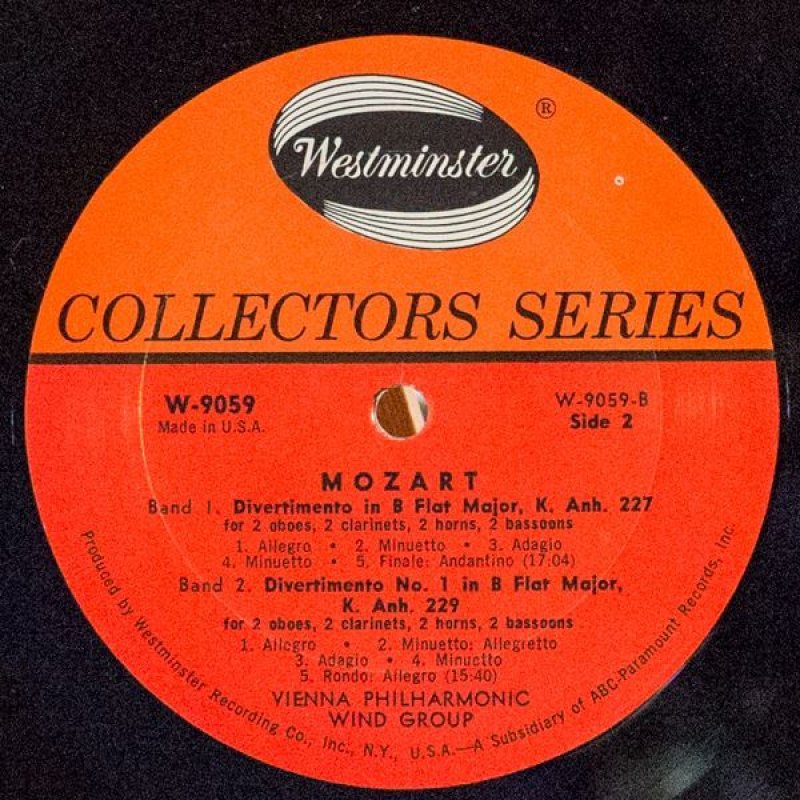 Westminster ®
COLLECTORS SERIES
W-9059
Made in U.S.A.
W-9059-B
Side 2
MOZART
Band 1. Divertimento in B Flat Major, K. Anh. 227
for 2 oboes, 2 clarinets, 2 horns, 2 bassoons
1. Allegro • 2. Minuetto • 3. Adagio
4. Minuetto • 5. Finale: Andantino (17:04)
Band 2. Divertimento No. 1 in B Flat Major,
K. Anh. 229
for 2 oboes, 2 clarinets, 2 horns, 2 bassoons
1. Allegro • 2. Minuetto: Allegretto
3. Adagio • 4. Minuetto
5. Rondo: Allegro (15:40)
VIENNA PHILHARMONIC
WIND GROUP
Produced by Westminster Recording Co., Inc., N.Y., U.S.A.—A Subsidiary of ABC-Paramount Records, Inc.